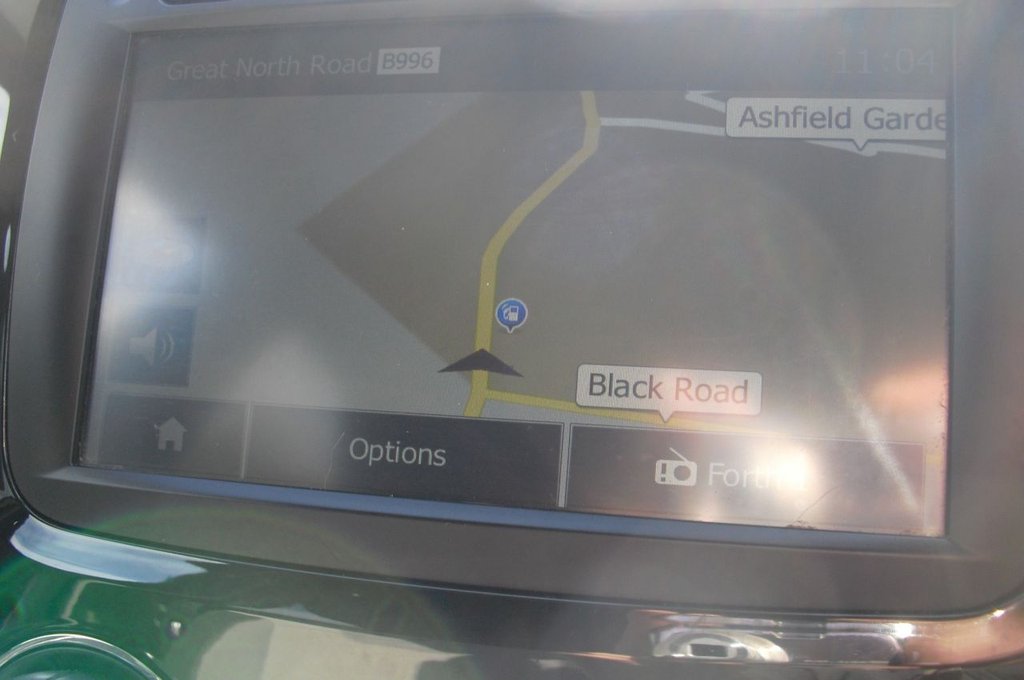 Great North Road B996
11:04
Ashfield Garde
Black Road
Options